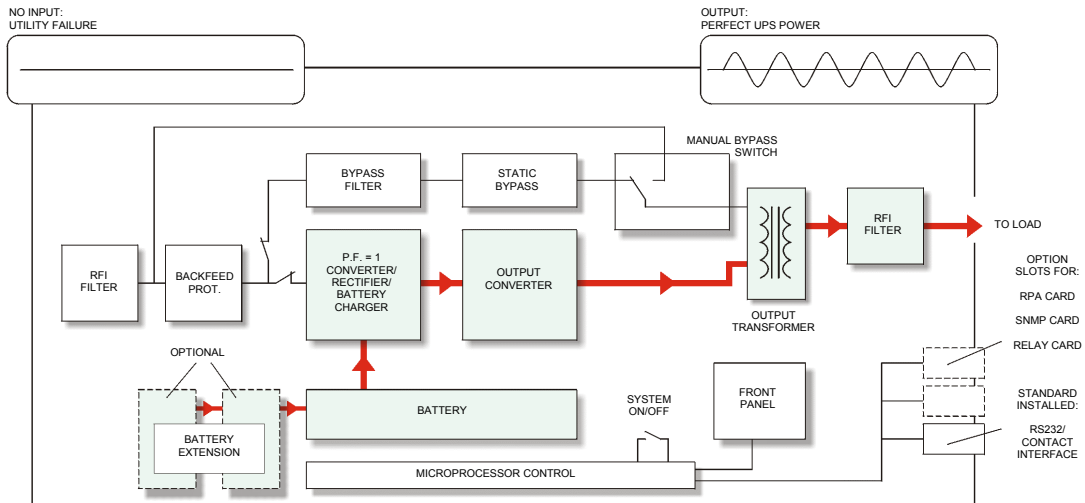 NO INPUT:
UTILITY FAILURE
OUTPUT:
PERFECT UPS POWER
MANUAL BYPASS
SWITCH
BYPASS
FILTER
STATIC
BYPASS
RFI
FILTER
TO LOAD
RFI
FILTER
BACKFEED
PROT.
P.F. = 1
CONVERTER/
RECTIFIER/
BATTERY
CHARGER
OUTPUT
CONVERTER
OUTPUT
TRANSFORMER
OPTION
SLOTS FOR:
RPA CARD
SNMP CARD
RELAY CARD
OPTIONAL
BATTERY
EXTENSION
BATTERY
SYSTEM
ON/OFF
FRONT
PANEL
STANDARD
INSTALLED:
RS232/
CONTACT
INTERFACE
MICROPROCESSOR CONTROL